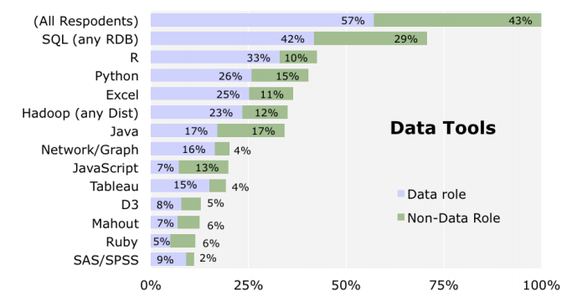 (All Respodents) 57% 43%
SQL (any RDB) 42% 29%
R 33% 10%
Python 26% 15%
Excel 25% 11%
Hadoop (any Dist) 23% 12%
Java 17% 17%
Data Tools
Network/Graph 16% 4%
JavaScript 7% 13%
Tableau 15% 4%
Data role
D3 8% 5%
Non-Data Role
Mahout 7% 6%
Ruby 5% 6%
SAS/SPSS 9% 2%
0% 25% 50% 75% 100%